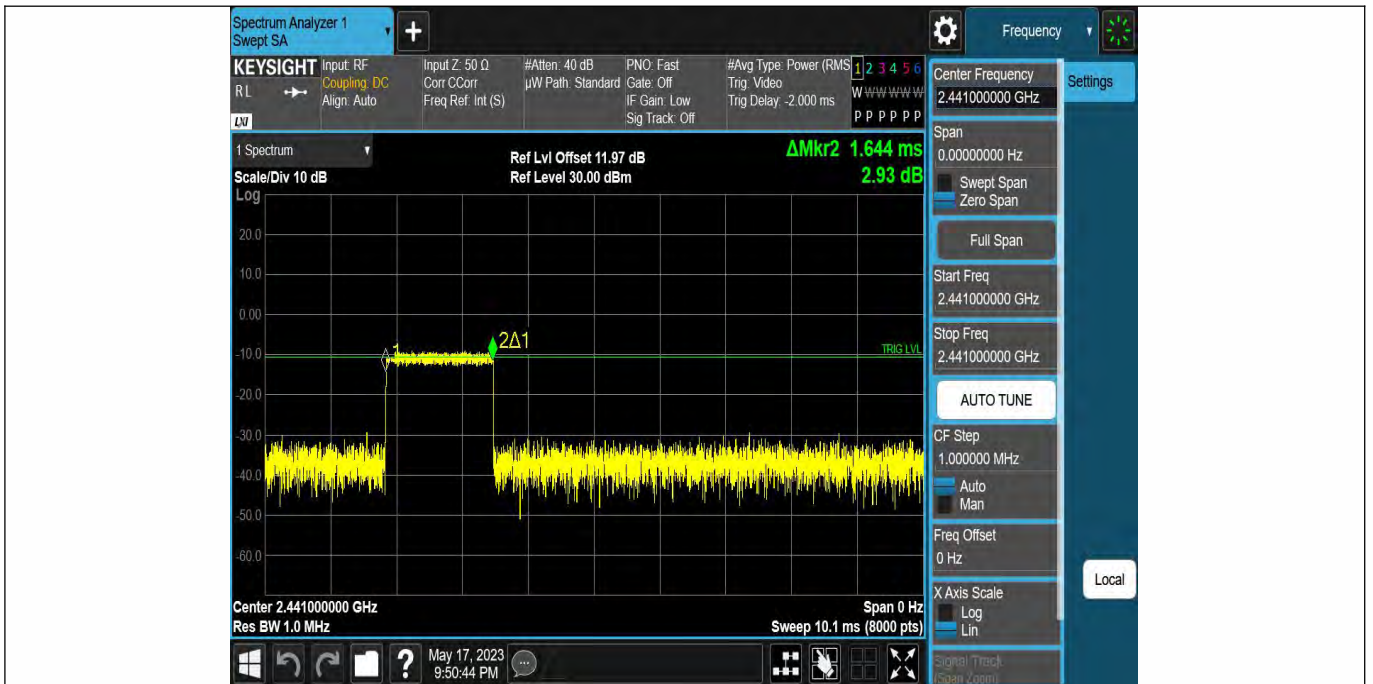 Spectrum Analyzer 1
Swept SA
+
Frequency
KEYSIGHT
RL
LXI
Input: RF
Coupling: DC
Align: Auto
Input Z: 50 Ω
Corr CCorr
Freq Ref: Int (S)
#Atten: 40 dB
µW Path: Standard
PNO: Fast
Gate: Off
IF Gain: Low
Sig Track: Off
#Avg Type: Power (RMS
Trig: Video
Trig Delay: -2.000 ms
1 2 3 4 5 6
W W W W W W
P P P P P P
1 Spectrum
Scale/Div 10 dB
Ref Lvl Offset 11.97 dB
Ref Level 30.00 dBm
ΔMkr2 1.644 ms
2.93 dB
Log
20.0
10.0
0.00
-10.0
-20.0
-30.0
-40.0
-50.0
-60.0
1
2Δ1
TRIG LVL
Center 2.441000000 GHz
Span 0 Hz
Res BW 1.0 MHz
Sweep 10.1 ms (8000 pts)
Center Frequency
2.441000000 GHz
Settings
Span
0.00000000 Hz
Swept Span
Zero Span
Full Span
Start Freq
2.441000000 GHz
Stop Freq
2.441000000 GHz
AUTO TUNE
CF Step
1.000000 MHz
Auto
Man
Freq Offset
0 Hz
Local
X Axis Scale
Log
Lin
Signal Track
(Span Zoom)
?
May 17, 2023
9:50:44 PM